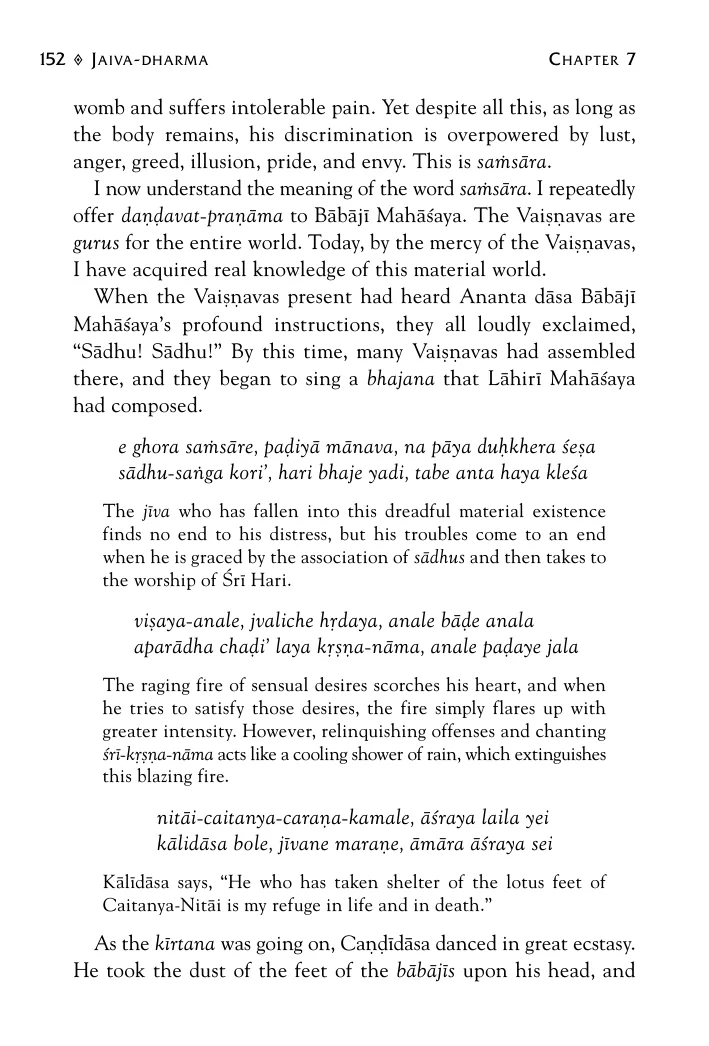 152 ◈ JAIVA-DHARMA CHAPTER 7
womb and suffers intolerable pain. Yet despite all this, as long as
the body remains, his discrimination is overpowered by lust,
anger, greed, illusion, pride, and envy. This is saṁsāra.
I now understand the meaning of the word saṁsāra. I repeatedly
offer daṇḍavat-praṇāma to Bābājī Mahāśaya. The Vaiṣṇavas are
gurus for the entire world. Today, by the mercy of the Vaiṣṇavas,
I have acquired real knowledge of this material world.
When the Vaiṣṇavas present had heard Ananta dāsa Bābājī
Mahāśaya’s profound instructions, they all loudly exclaimed,
“Sādhu! Sādhu!” By this time, many Vaiṣṇavas had assembled
there, and they began to sing a bhajana that Lāhirī Mahāśaya
had composed.
e ghora saṁsāre, paḍiyā mānava, na pāya duḥkhera śeṣa
sādhu-saṅga kori’, hari bhaje yadi, tabe anta haya kleśa
The jīva who has fallen into this dreadful material existence
finds no end to his distress, but his troubles come to an end
when he is graced by the association of sādhus and then takes to
the worship of Śrī Hari.
viṣaya-anale, jvaliche hṛdaya, anale bāḍe anala
aparādha chaḍi’ laya kṛṣṇa-nāma, anale paḍaye jala
The raging fire of sensual desires scorches his heart, and when
he tries to satisfy those desires, the fire simply flares up with
greater intensity. However, relinquishing offenses and chanting
śrī-kṛṣṇa-nāma acts like a cooling shower of rain, which extinguishes
this blazing fire.
nitāi-caitanya-caraṇa-kamale, āśraya laila yei
kālidāsa bole, jīvane maraṇe, āmāra āśraya sei
Kālīdāsa says, “He who has taken shelter of the lotus feet of
Caitanya-Nitāi is my refuge in life and in death.”
As the kīrtana was going on, Caṇḍīdāsa danced in great ecstasy.
He took the dust of the feet of the bābājīs upon his head, and